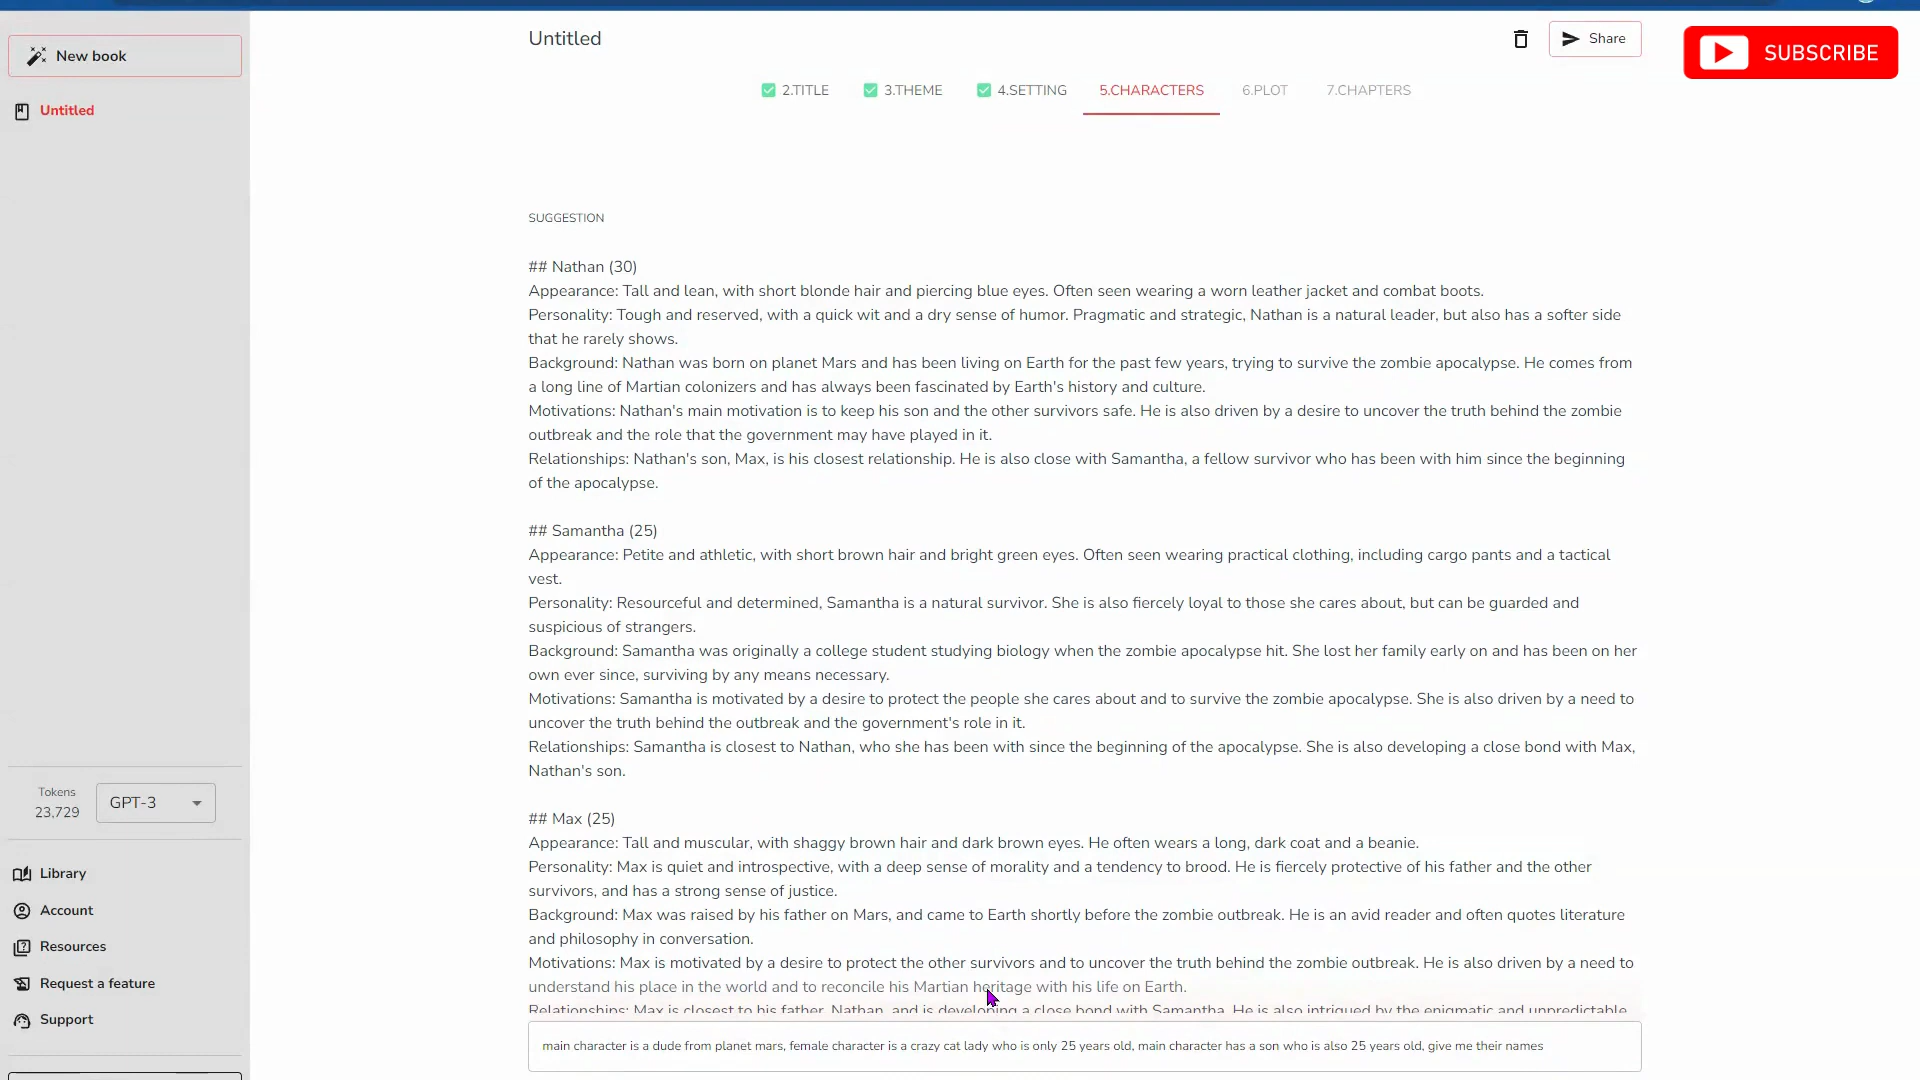 New book
Untitled
Untitled
Share
SUBSCRIBE
2.TITLE
3.THEME
4.SETTING
5.CHARACTERS
6.PLOT
7.CHAPTERS
SUGGESTION
## Nathan (30)
Appearance: Tall and lean, with short blonde hair and piercing blue eyes. Often seen wearing a worn leather jacket and combat boots.
Personality: Tough and reserved, with a quick wit and a dry sense of humor. Pragmatic and strategic, Nathan is a natural leader, but also has a softer side
that he rarely shows.
Background: Nathan was born on planet Mars and has been living on Earth for the past few years, trying to survive the zombie apocalypse. He comes from
a long line of Martian colonizers and has always been fascinated by Earth's history and culture.
Motivations: Nathan's main motivation is to keep his son and the other survivors safe. He is also driven by a desire to uncover the truth behind the zombie
outbreak and the role that the government may have played in it.
Relationships: Nathan's son, Max, is his closest relationship. He is also close with Samantha, a fellow survivor who has been with him since the beginning
of the apocalypse.
## Samantha (25)
Appearance: Petite and athletic, with short brown hair and bright green eyes. Often seen wearing practical clothing, including cargo pants and a tactical
vest.
Personality: Resourceful and determined, Samantha is a natural survivor. She is also fiercely loyal to those she cares about, but can be guarded and
suspicious of strangers.
Background: Samantha was originally a college student studying biology when the zombie apocalypse hit. She lost her family early on and has been on her
own ever since, surviving by any means necessary.
Motivations: Samantha is motivated by a desire to protect the people she cares about and to survive the zombie apocalypse. She is also driven by a need to
uncover the truth behind the outbreak and the government's role in it.
Relationships: Samantha is closest to Nathan, who she has been with since the beginning of the apocalypse. She is also developing a close bond with Max,
Nathan's son.
## Max (25)
Appearance: Tall and muscular, with shaggy brown hair and dark brown eyes. He often wears a long, dark coat and a beanie.
Personality: Max is quiet and introspective, with a deep sense of morality and a tendency to brood. He is fiercely protective of his father and the other
survivors, and has a strong sense of justice.
Background: Max was raised by his father on Mars, and came to Earth shortly before the zombie outbreak. He is an avid reader and often quotes literature
and philosophy in conversation.
Motivations: Max is motivated by a desire to protect the other survivors and to uncover the truth behind the zombie outbreak. He is also driven by a need to
understand his place in the world and to reconcile his Martian heritage with his life on Earth.
Relationships: Max is closest to his father, Nathan, and is developing a close bond with Samantha. He is also intrigued by the enigmatic and unpredictable
main character is a dude from planet mars, female character is a crazy cat lady who is only 25 years old, main character has a son who is also 25 years old, give me their names
Tokens
23,729
GPT-3
Library
Account
Resources
Request a feature
Support